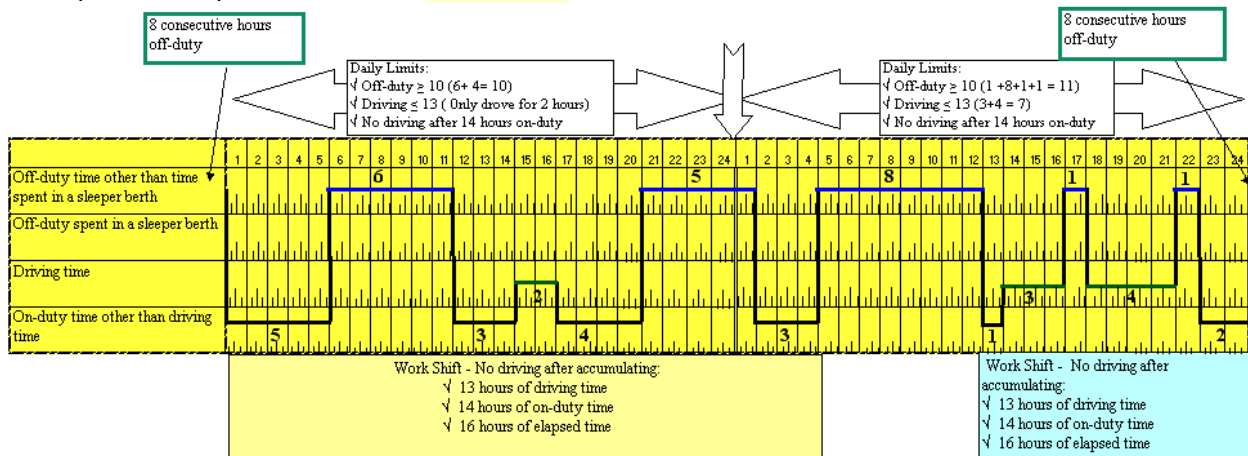 8 consecutive hours
off-duty
8 consecutive hours
off-duty
Daily Limits:
√ Off-duty ≥ 10 (6+ 4= 10)
√ Driving ≤ 13 ( 0nly drove for 2 hours)
√ No driving after 14 hours on-duty
Daily Limits:
√ Off-duty ≥ 10 (1 +8+1+1 = 11)
√ Driving ≤ 13 (3+4 = 7)
√ No driving after 14 hours on-duty
1 2 3 4 5 6 7 8 9 10 11 12 13 14 15 16 17 18 19 20 21 22 23 24 1 2 3 4 5 6 7 8 9 10 11 12 13 14 15 16 17 18 19 20 21 22 23 24
Off-duty time other than time
spent in a sleeper berth
6 5 8 1 1
Off-duty spent in a sleeper berth
Driving time
2 3 4
On-duty time other than driving
time
5 3 4 3 1 2
Work Shift - No driving after accumulating:
√ 13 hours of driving time
√ 14 hours of on-duty time
√ 16 hours of elapsed time
Work Shift - No driving after
accumulating:
√ 13 hours of driving time
√ 14 hours of on-duty time
√ 16 hours of elapsed time